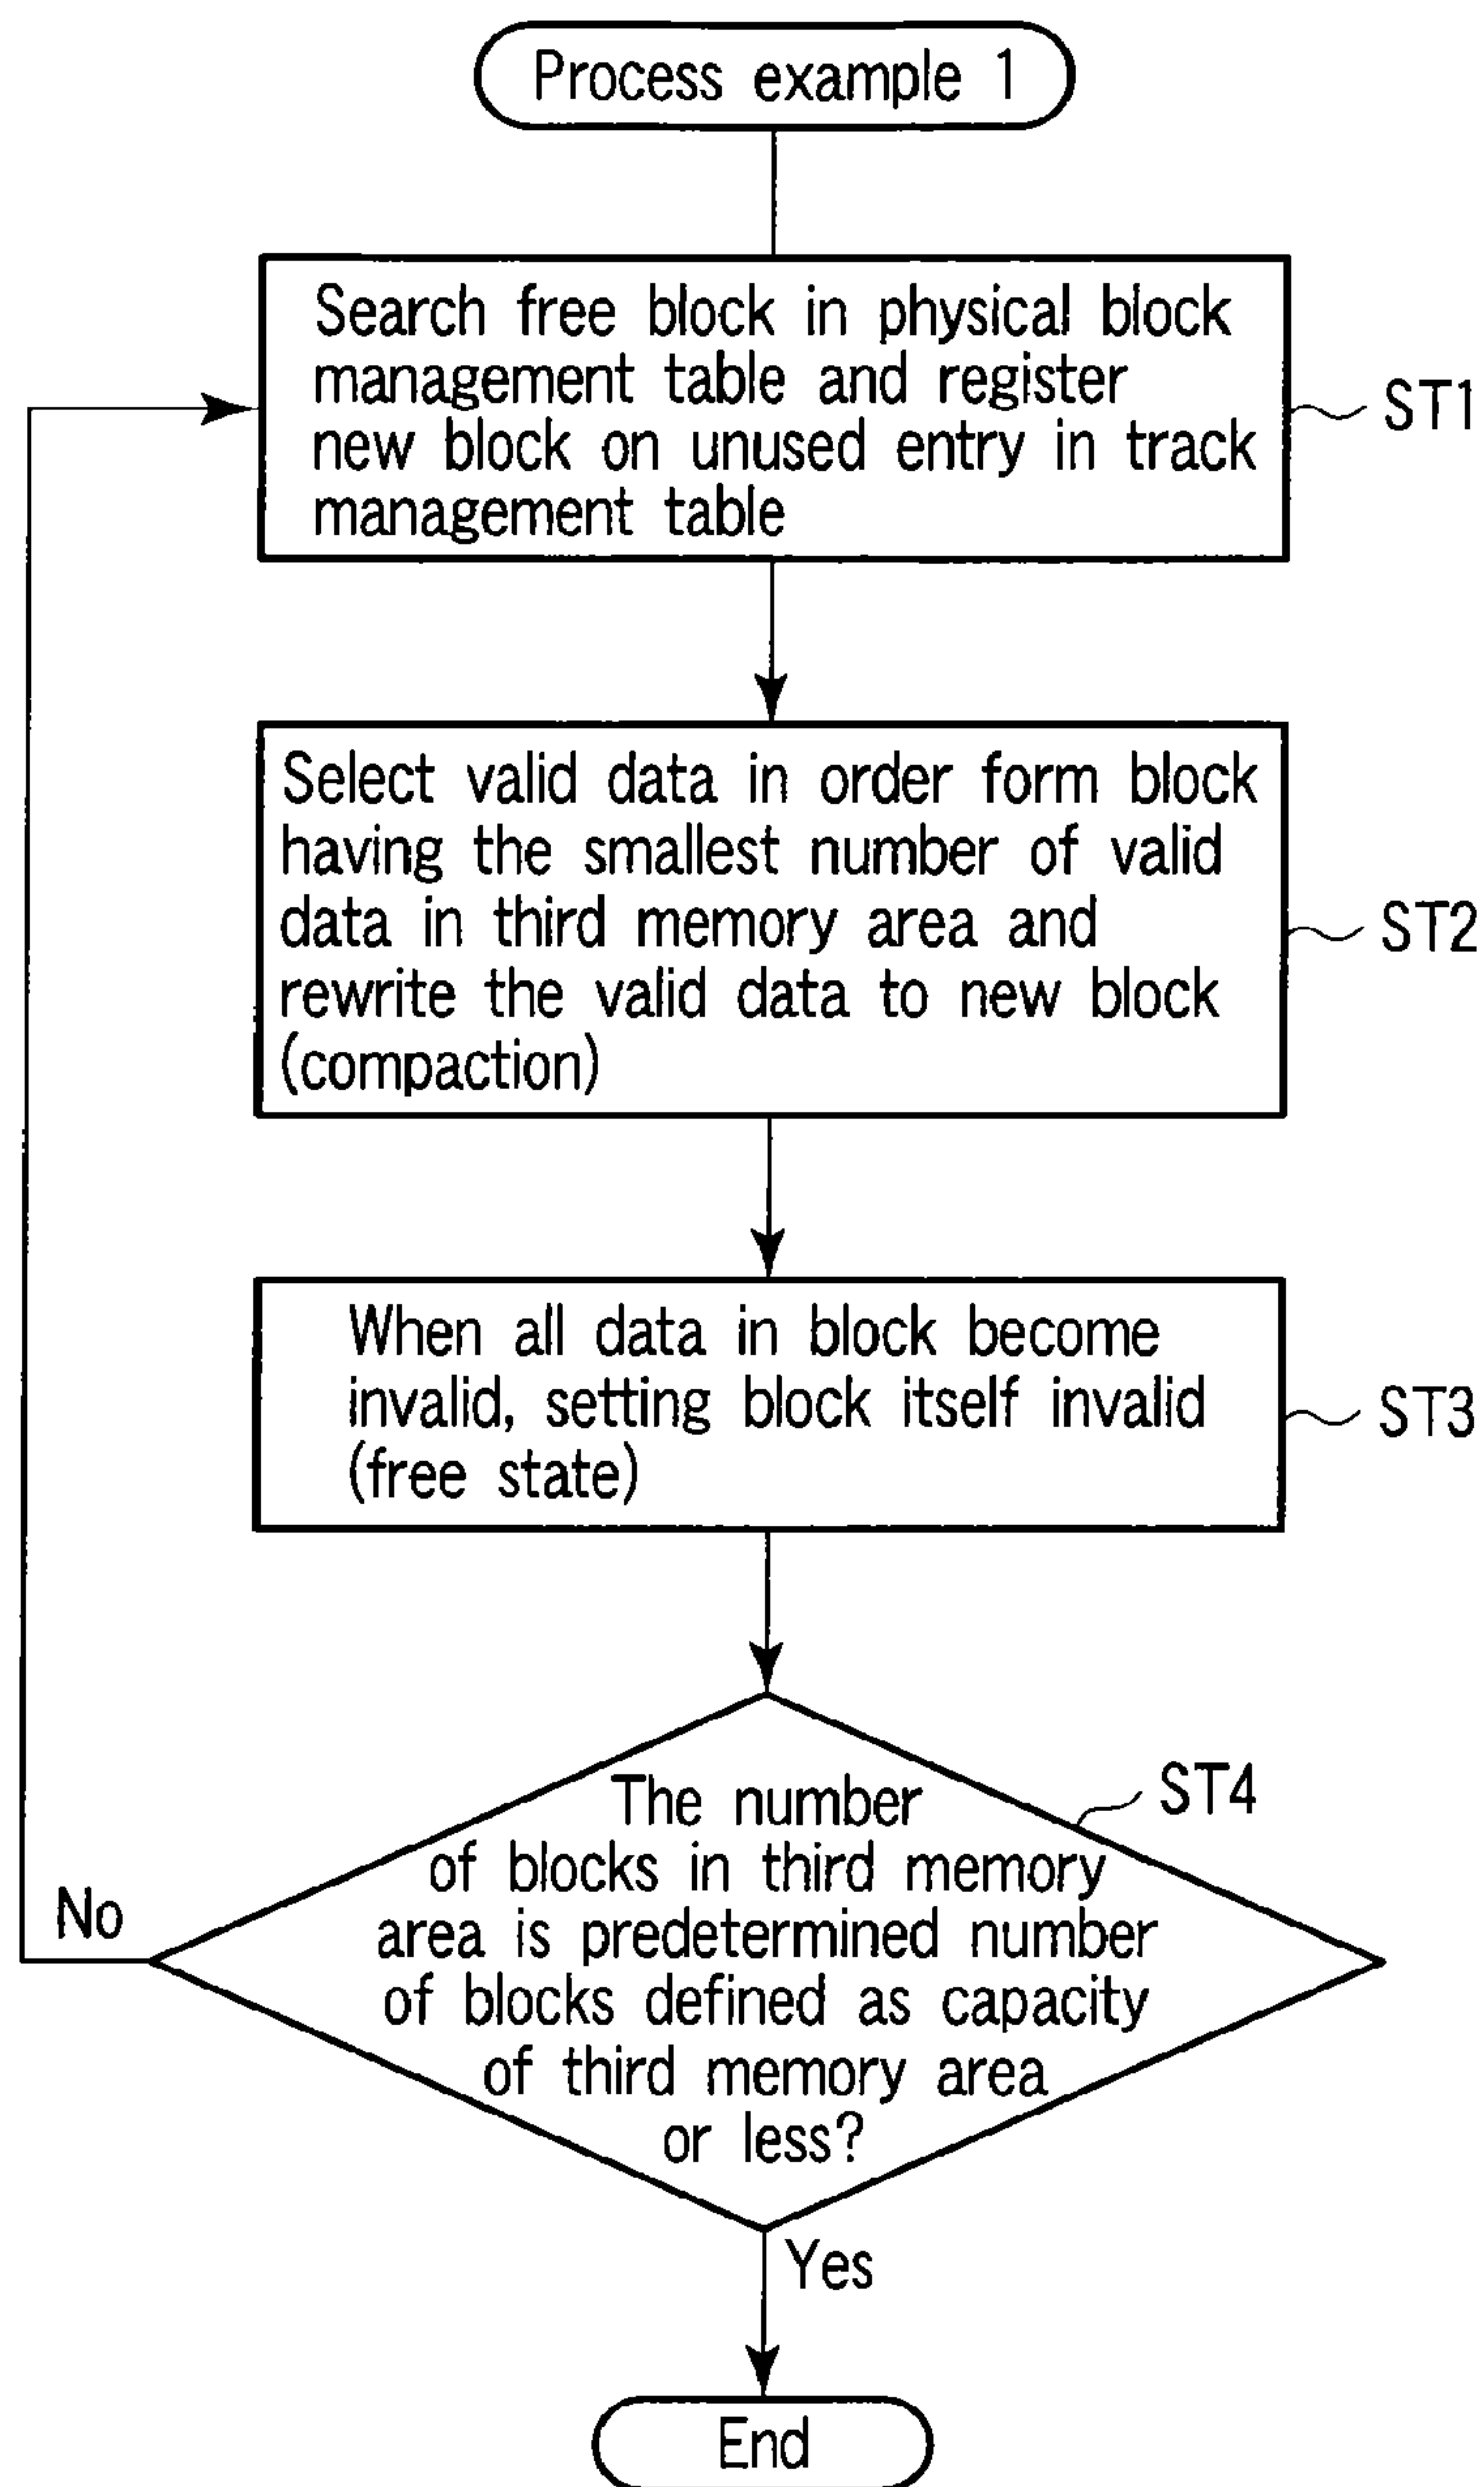 Process example 1
Search free block in physical block
management table and register
new block on unused entry in track
management table
ST1
Select valid data in order form block
having the smallest number of valid
data in third memory area and
rewrite the valid data to new block
(compaction)
ST2
When all data in block become
invalid, setting block itself invalid
(free state)
ST3
The number
of blocks in third memory
area is predetermined number
of blocks defined as capacity
of third memory area
or less?
ST4
No
Yes
End